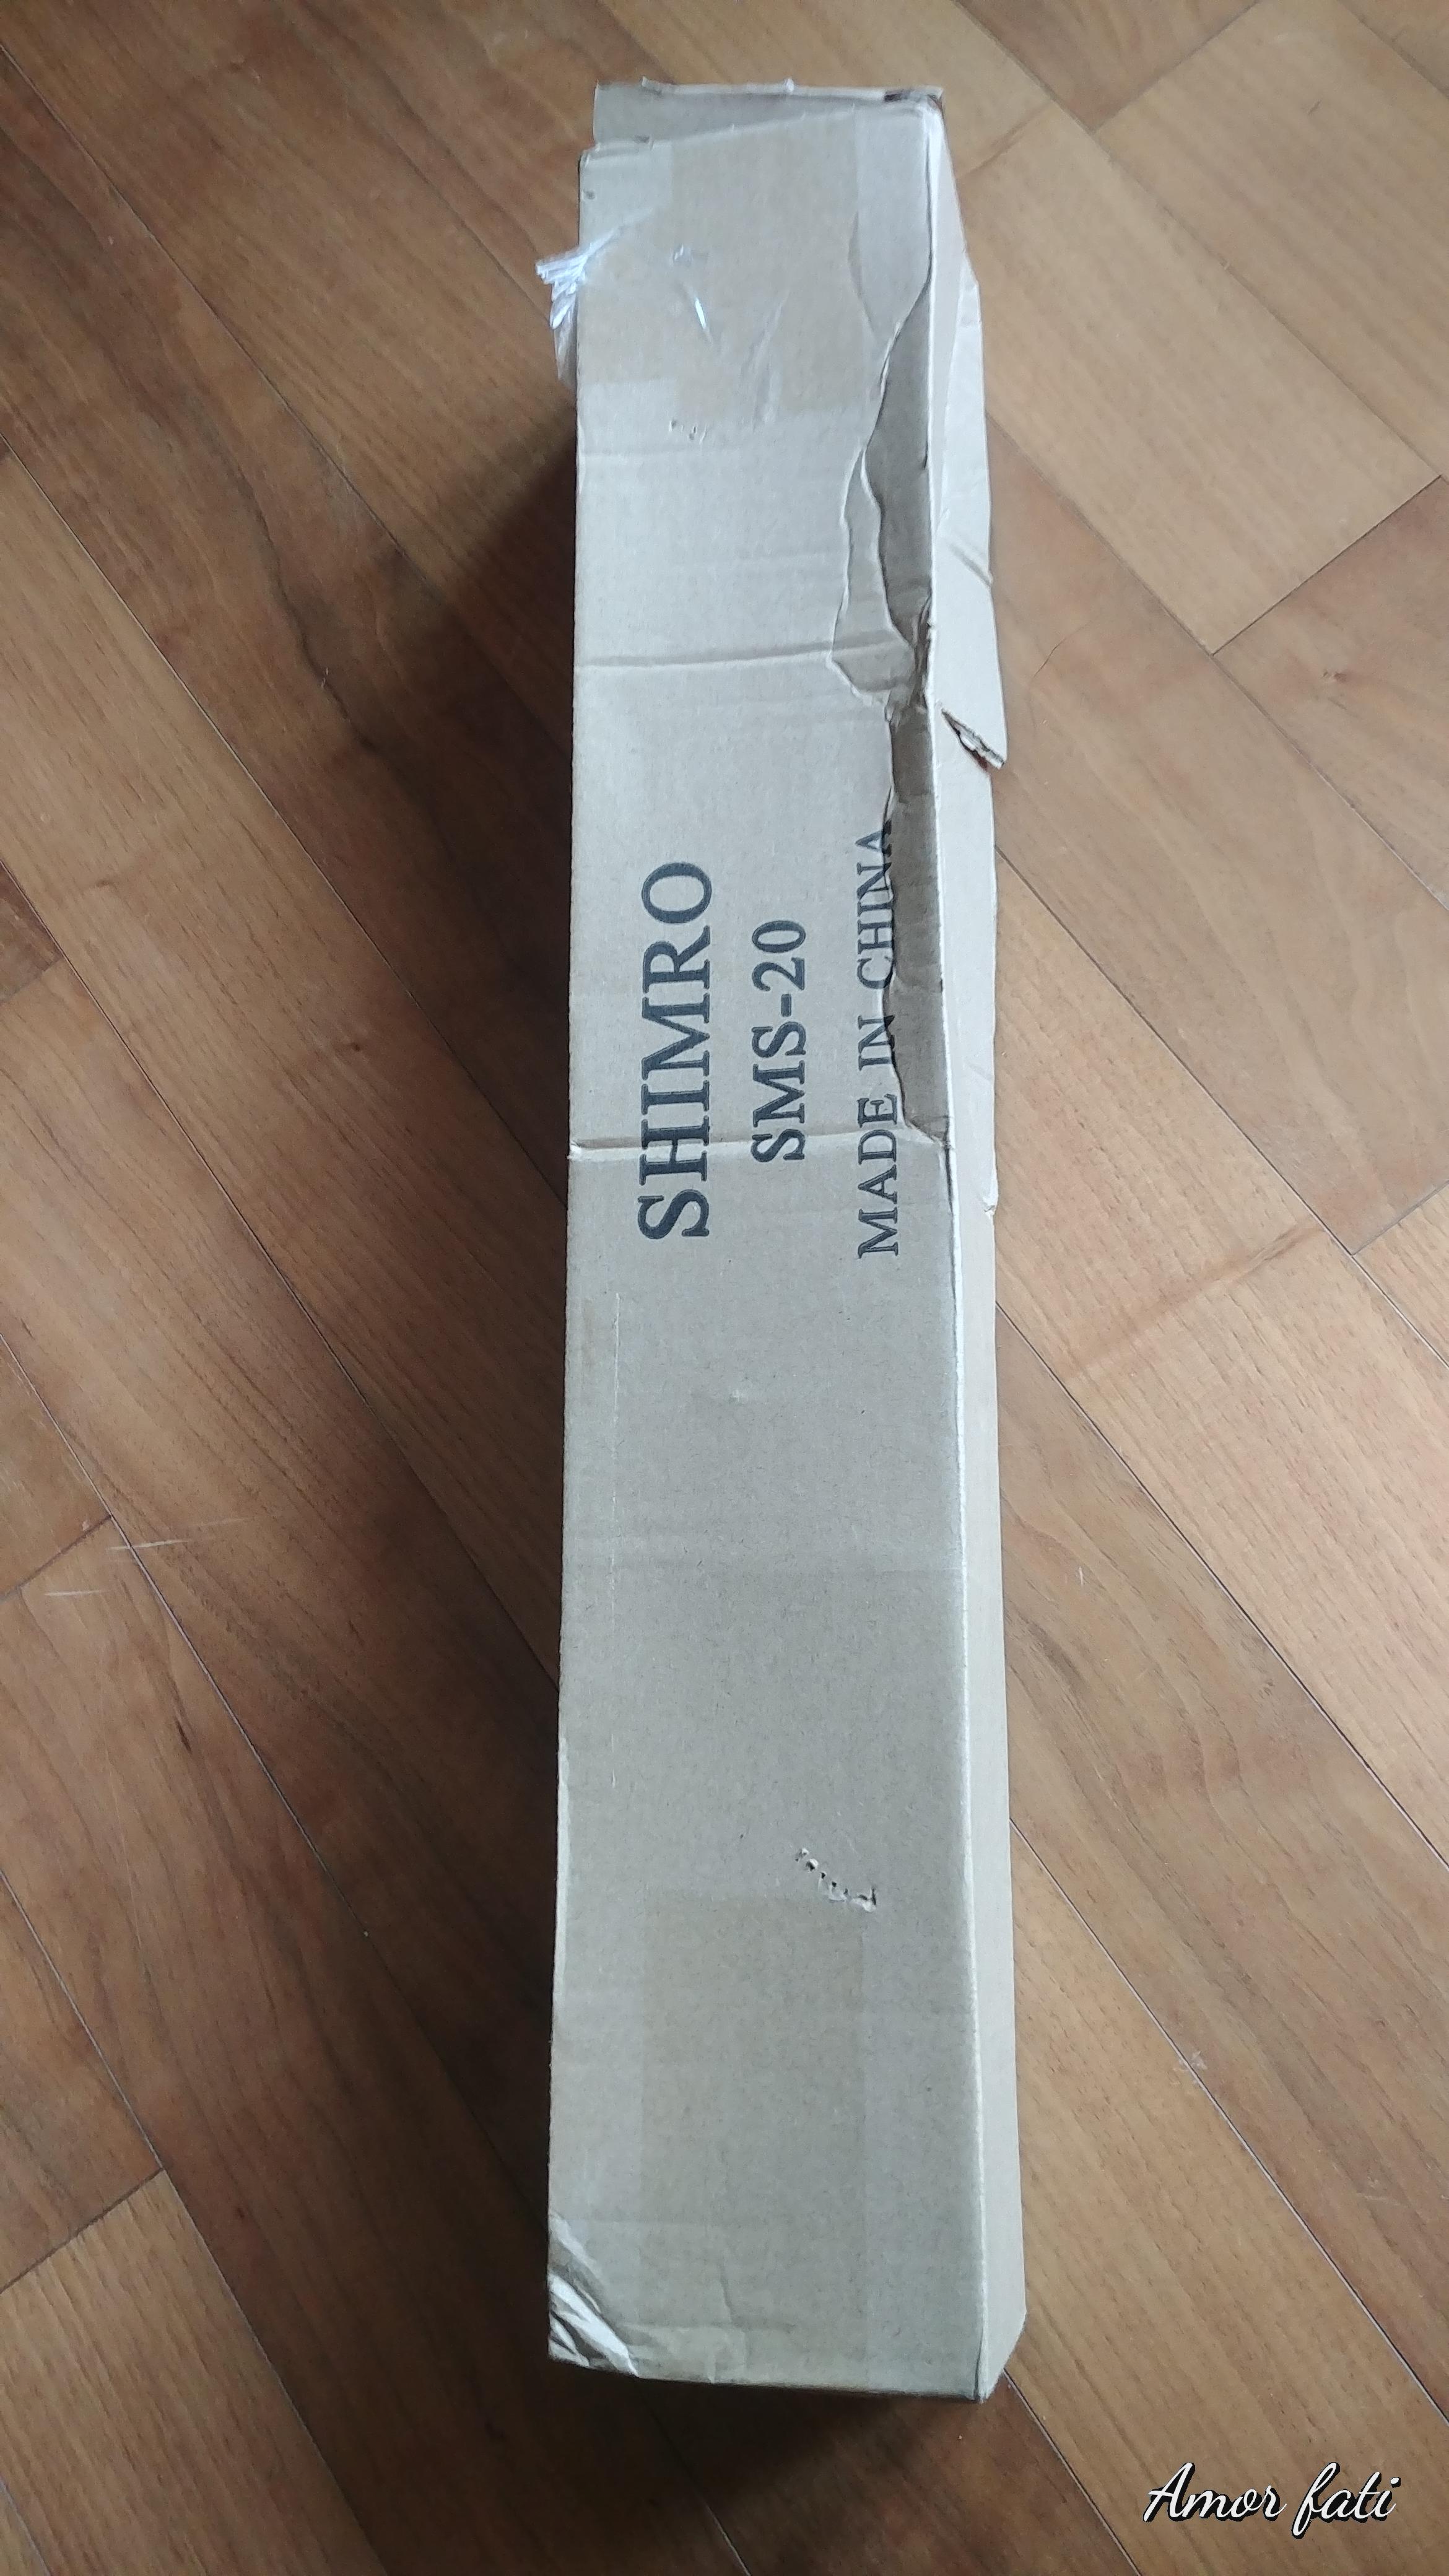 SHIMRO
SMS-20
MADE IN CHINA
Amor fati